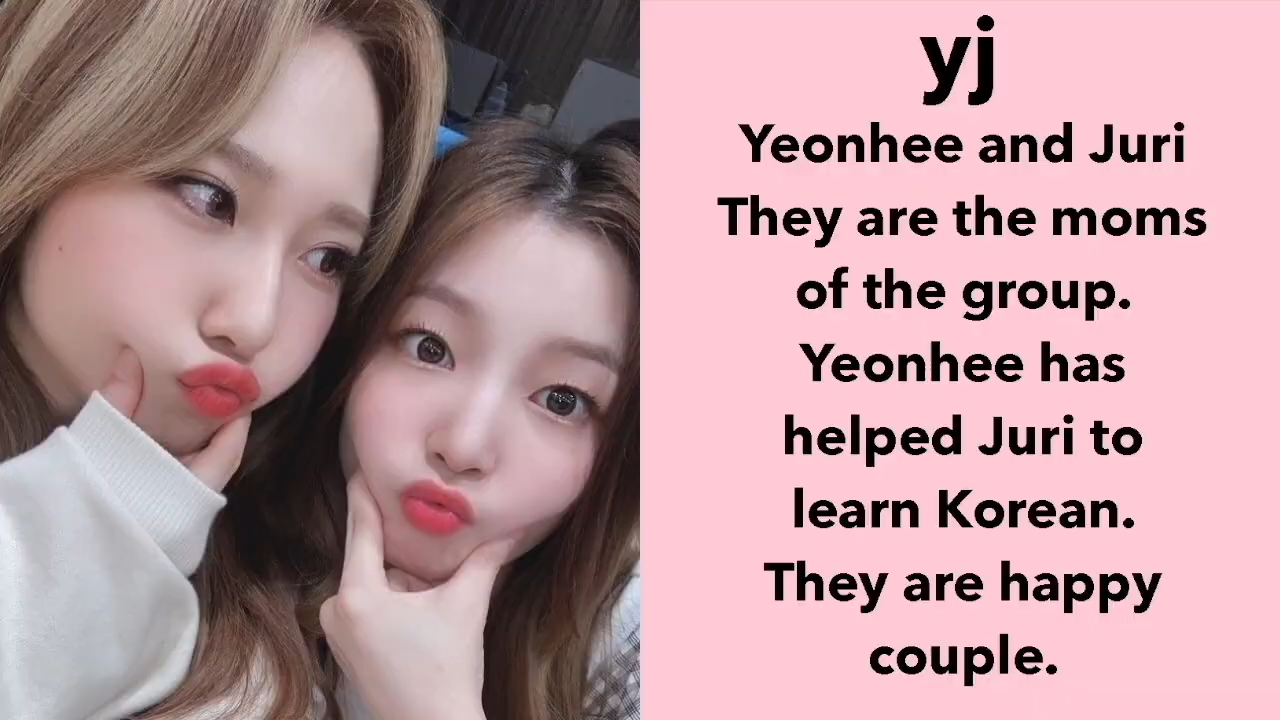 yj
Yeonhee and Juri
They are the moms
of the group.
Yeonhee has
helped Juri to
learn Korean.
They are happy
couple.